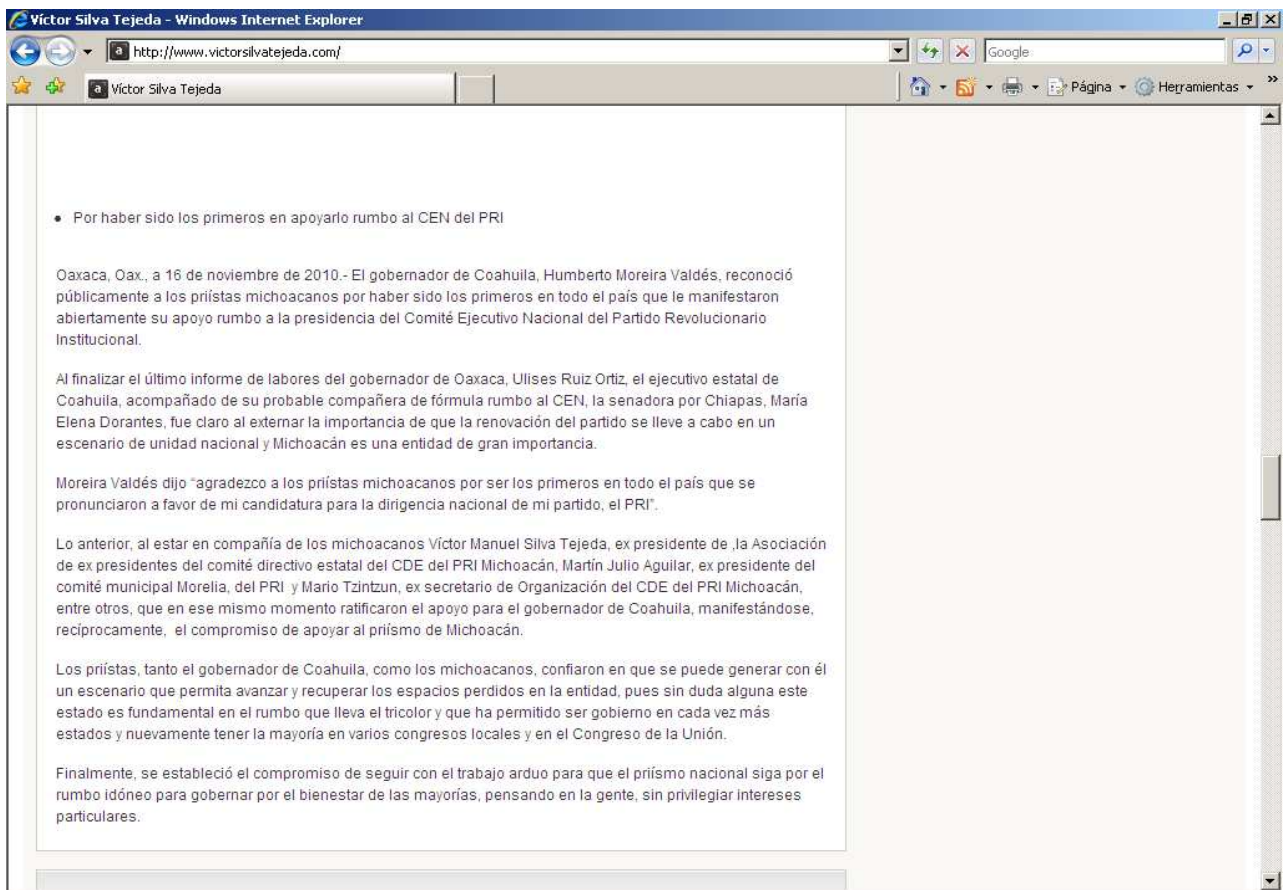 Víctor Silva Tejeda - Windows Internet Explorer
http://www.victorsilvatejeda.com/
Google
Víctor Silva Tejeda
Página
Herramientas
»
• Por haber sido los primeros en apoyarlo rumbo al CEN del PRI
Oaxaca, Oax., a 16 de noviembre de 2010.- El gobernador de Coahuila, Humberto Moreira Valdés, reconoció
públicamente a los priístas michoacanos por haber sido los primeros en todo el país que le manifestaron
abiertamente su apoyo rumbo a la presidencia del Comité Ejecutivo Nacional del Partido Revolucionario
Institucional.
Al finalizar el último informe de labores del gobernador de Oaxaca, Ulises Ruiz Ortiz, el ejecutivo estatal de
Coahuila, acompañado de su probable compañera de fórmula rumbo al CEN, la senadora por Chiapas, María
Elena Dorantes, fue claro al externar la importancia de que la renovación del partido se lleve a cabo en un
escenario de unidad nacional y Michoacán es una entidad de gran importancia.
Moreira Valdés dijo “agradezco a los priístas michoacanos por ser los primeros en todo el país que se
pronunciaron a favor de mi candidatura para la dirigencia nacional de mi partido, el PRI”.
Lo anterior, al estar en compañía de los michoacanos Víctor Manuel Silva Tejeda, ex presidente de ,la Asociación
de ex presidentes del comité directivo estatal del CDE del PRI Michoacán, Martín Julio Aguilar, ex presidente del
comité municipal Morelia, del PRI  y Mario Tzintzun, ex secretario de Organización del CDE del PRI Michoacán,
entre otros, que en ese mismo momento ratificaron el apoyo para el gobernador de Coahuila, manifestándose,
recíprocamente,  el compromiso de apoyar al priísmo de Michoacán.
Los priístas, tanto el gobernador de Coahuila, como los michoacanos, confiaron en que se puede generar con él
un escenario que permita avanzar y recuperar los espacios perdidos en la entidad, pues sin duda alguna este
estado es fundamental en el rumbo que lleva el tricolor y que ha permitido ser gobierno en cada vez más
estados y nuevamente tener la mayoría en varios congresos locales y en el Congreso de la Unión.
Finalmente, se estableció el compromiso de seguir con el trabajo arduo para que el priísmo nacional siga por el
rumbo idóneo para gobernar por el bienestar de las mayorías, pensando en la gente, sin privilegiar intereses
particulares.